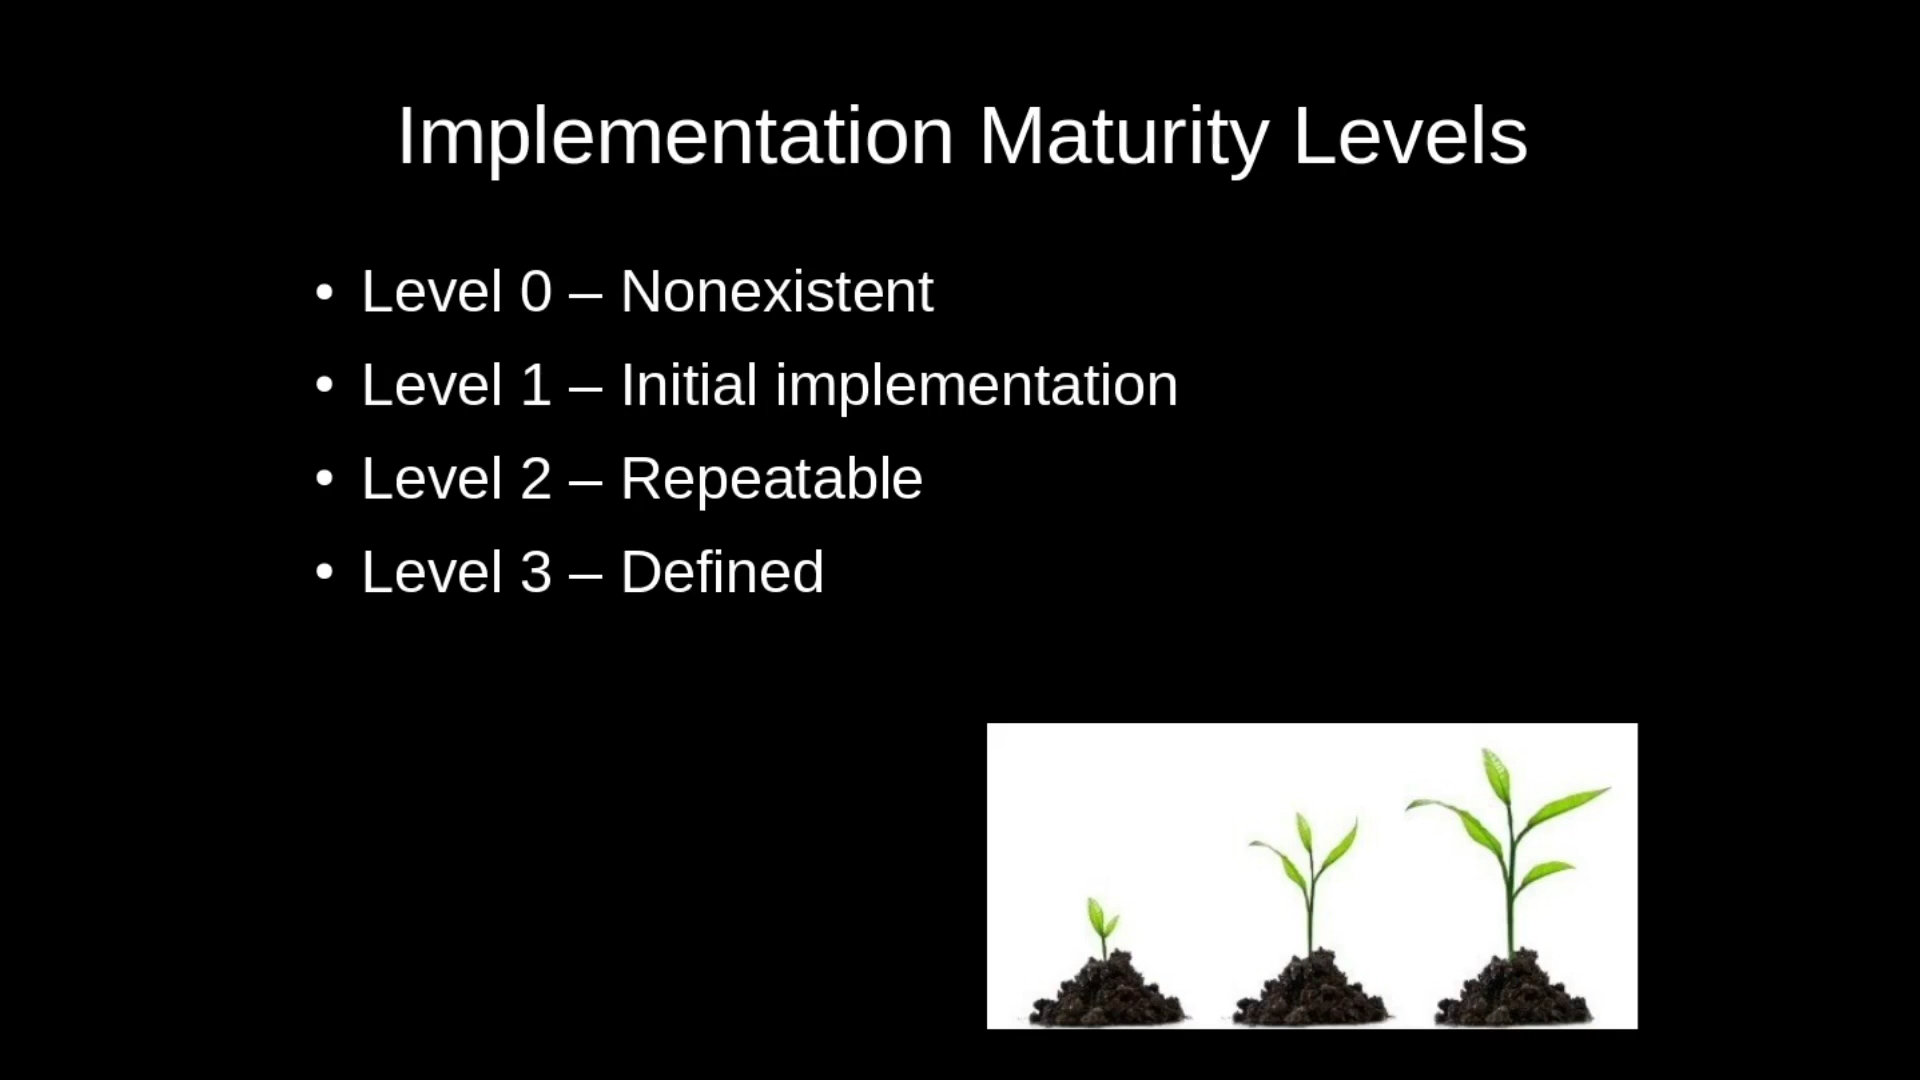 Implementation Maturity Levels
• Level 0 – Nonexistent
• Level 1 – Initial implementation
• Level 2 – Repeatable
• Level 3 – Defined